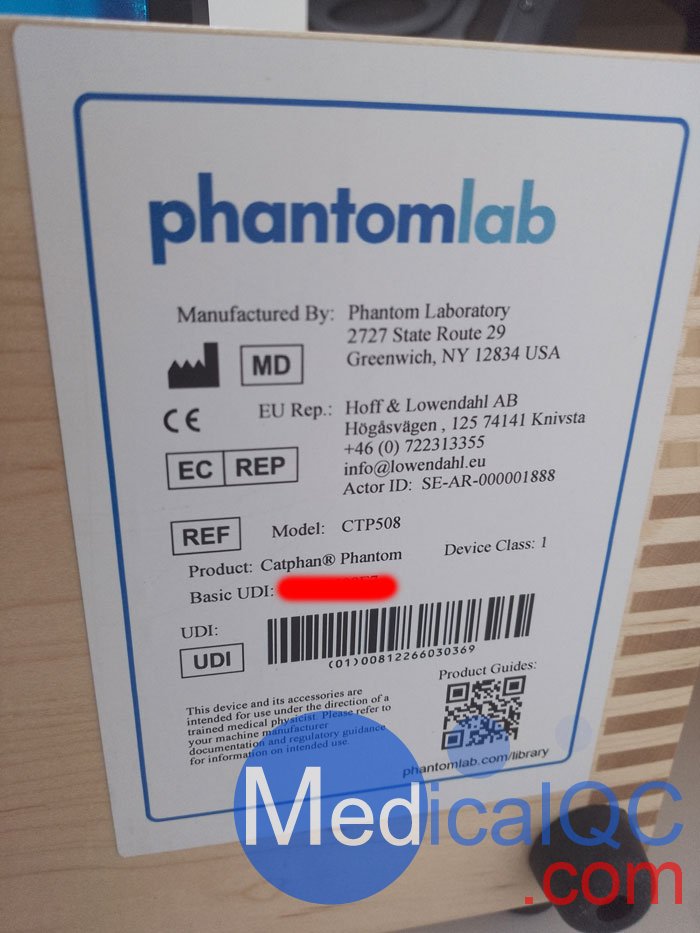 phantomlab
Manufactured By: Phantom Laboratory
2727 State Route 29
Greenwich, NY 12834 USA
MD
CE
EU Rep.: Hoff & Lowendahl AB
Högåsvägen , 125 74141 Knivsta
+46 (0) 722313355
info@lowendahl.eu
Actor ID: SE-AR-000001888
EC REP
REF
Model: CTP508
Product: Catphan® Phantom
Device Class: 1
Basic UDI:
UDI:
UDI
(01)00812266030369
Product Guides:
This device and its accessories are
intended for use under the direction of a
trained medical physicist. Please refer to
your machine manufacturer
documentation and regulatory guidance
for information on intended use.
phantomlab.com/library
MedicalQC
.com